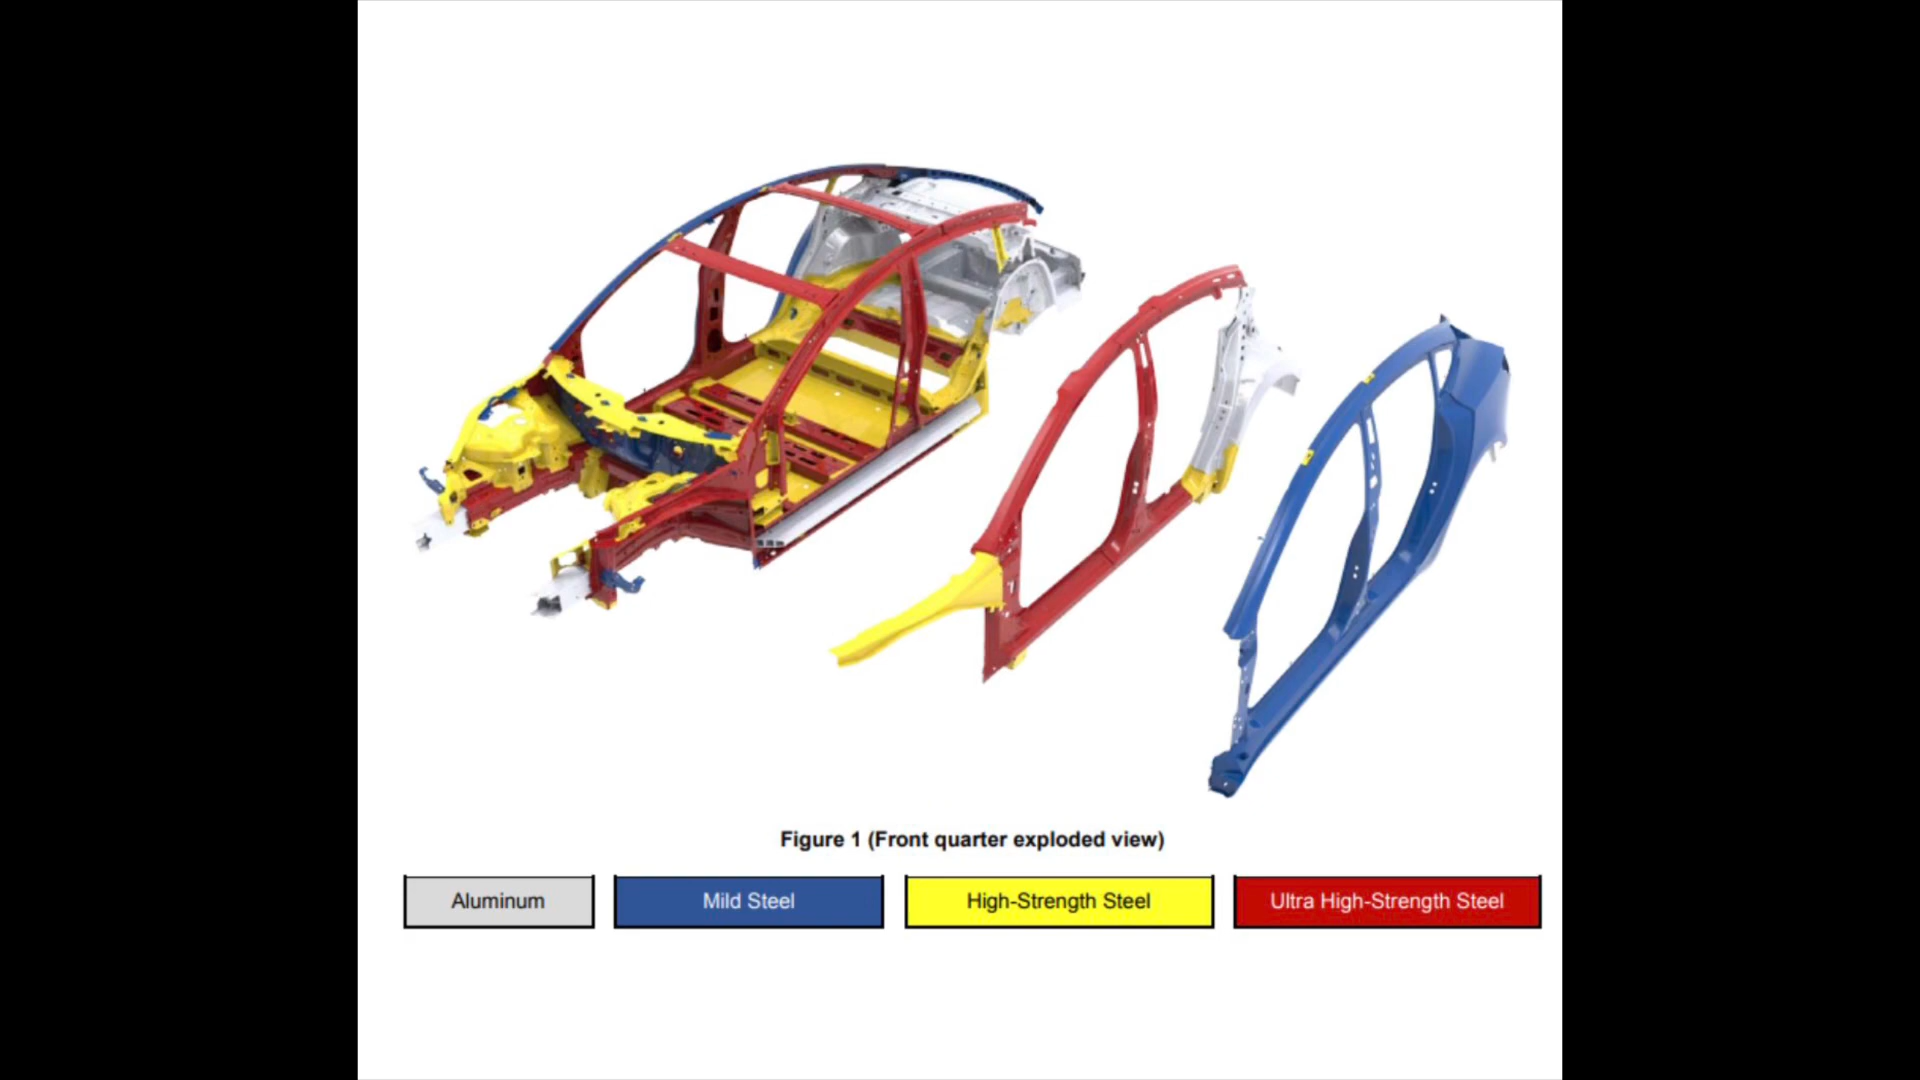 Figure 1 (Front quarter exploded view)
Aluminum
Mild Steel
High-Strength Steel
Ultra High-Strength Steel